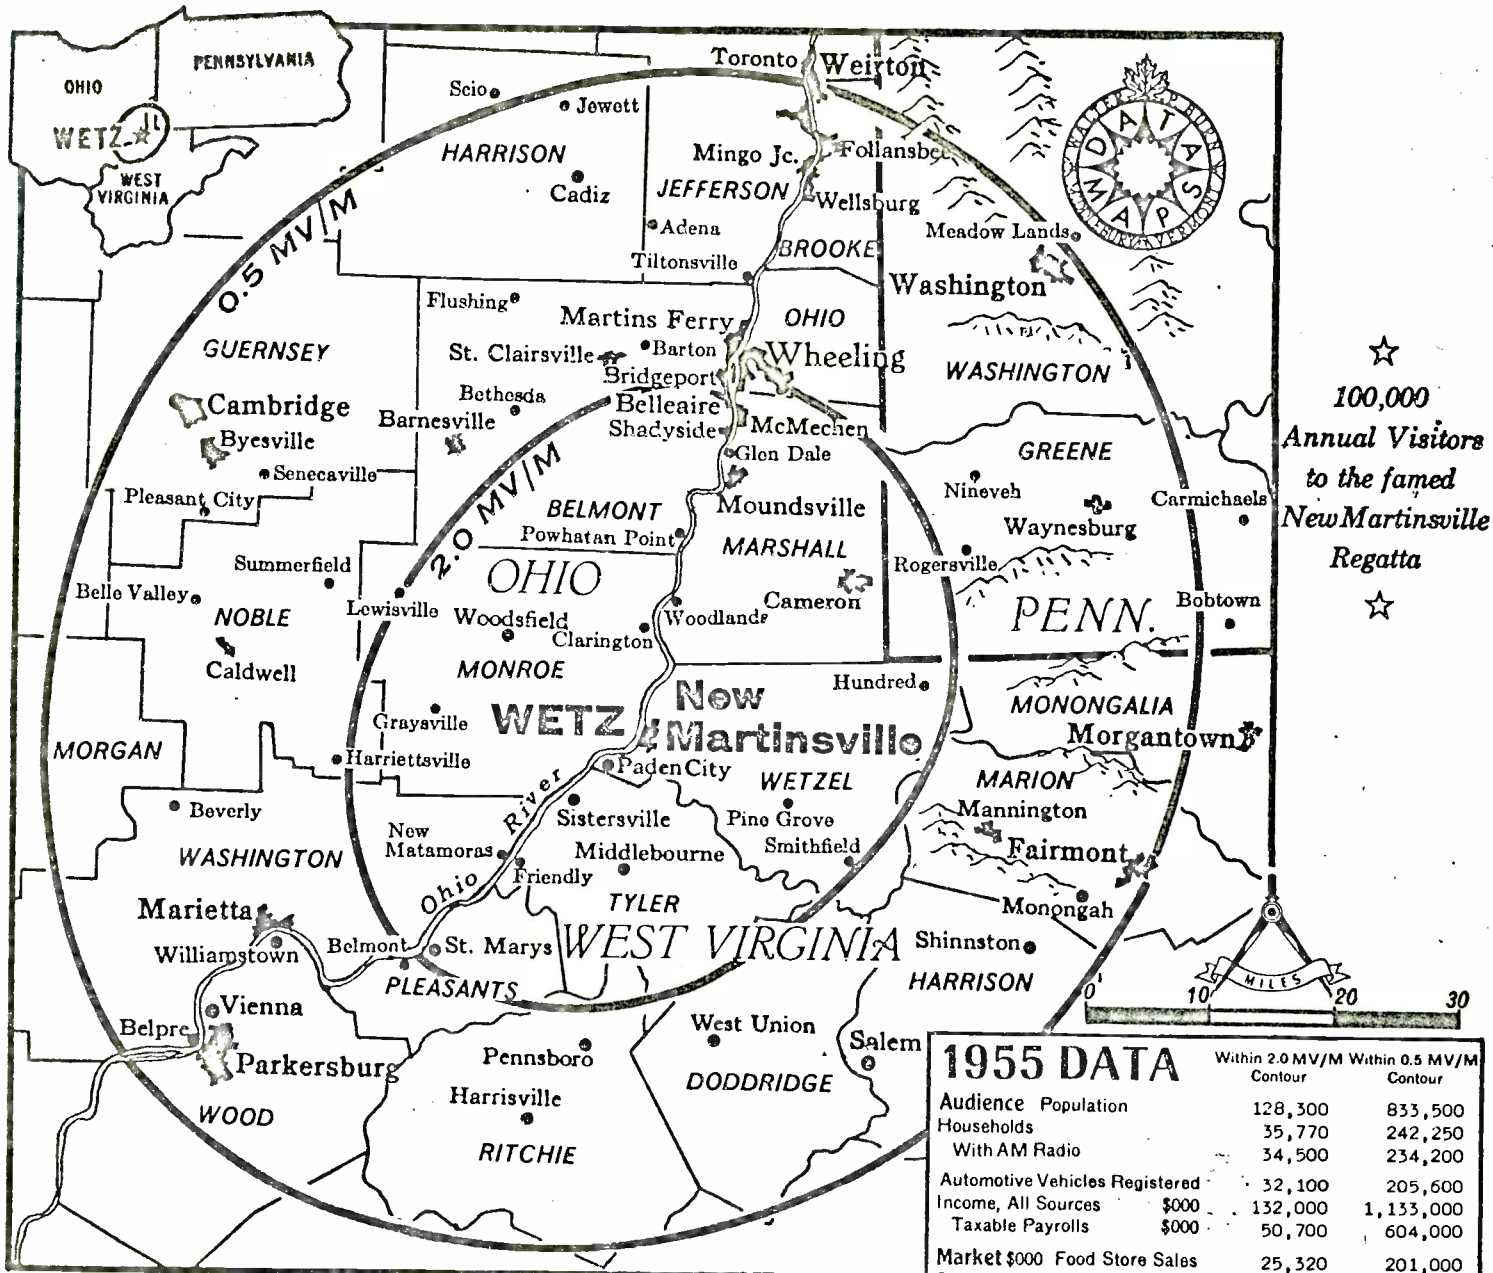 OHIO
PENNSYLVANIA
WETZ
WEST
VIRGINIA
Toronto
Weirton
Scio
Jewett
HARRISON
Cadiz
Mingo Jc.
Follansbee
JEFFERSON
Wellsburg
Adena
BROOKE
Tiltonsville
Meadow Lands
Washington
WALTER P. BURN
DATA
MAPS
MIDDLEBURY, VERMONT
0.5 MV/M
GUERNSEY
Flushing
Martins Ferry
OHIO
St. Clairsville
Barton
Wheeling
Bridgeport
WASHINGTON
Cambridge
Bethesda
Belleaire
Barnesville
Shadyside
McMechen
Byesville
Glen Dale
GREENE
Senecaville
Pleasant City
2.0 MV/M
BELMONT
Moundsville
Nineveh
Carmichaels
Powhatan Point
Waynesburg
MARSHALL
Summerfield
OHIO
Rogersville
Belle Valley
Lewisville
Cameron
NOBLE
Woodsfield
Woodlands
PENN.
Bobtown
Clarington
Caldwell
MONROE
Hundred
New
Martinsville
WETZ
MONONGALIA
Graysville
Morgantown
MORGAN
Harriettsville
Paden City
WETZEL
MARION
Beverly
Ohio River
Sistersville
Pine Grove
Mannington
New
Matamoras
Middlebourne
Smithfield
Fairmont
WASHINGTON
Friendly
TYLER
Monongah
Marietta
Williamstown
Belmont
St. Marys
WEST VIRGINIA
Shinnston
PLEASANTS
HARRISON
Vienna
Belpre
Parkersburg
West Union
Salem
Pennsboro
DODDRIDGE
Harrisville
WOOD
RITCHIE
MILES
0 10 20 30
100,000
Annual Visitors
to the famed
New Martinsville
Regatta
1955 DATA
Within 2.0 MV/M Contour
Within 0.5 MV/M Contour
Audience Population 128,300 833,500
Households 35,770 242,250
With AM Radio 34,500 234,200
Automotive Vehicles Registered 32,100 205,600
Income, All Sources $000 132,000 1,133,000
Taxable Payrolls $000 50,700 604,000
Market $000 Food Store Sales 25,320 201,000